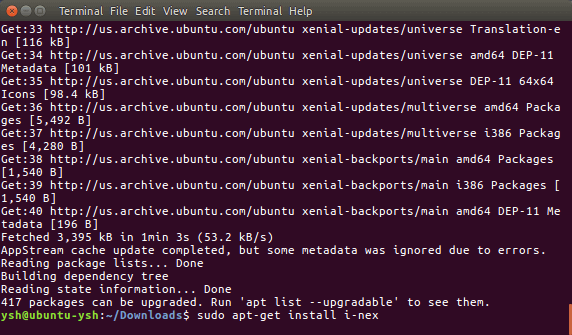 Terminal Terminal File Edit View Search Terminal Help
Get:33 http://us.archive.ubuntu.com/ubuntu xenial-updates/universe Translation-e
n [116 kB]
Get:34 http://us.archive.ubuntu.com/ubuntu xenial-updates/universe amd64 DEP-11
Metadata [101 kB]
Get:35 http://us.archive.ubuntu.com/ubuntu xenial-updates/universe DEP-11 64x64
Icons [98.4 kB]
Get:36 http://us.archive.ubuntu.com/ubuntu xenial-updates/multiverse amd64 Packa
ges [5,492 B]
Get:37 http://us.archive.ubuntu.com/ubuntu xenial-updates/multiverse i386 Packag
es [4,280 B]
Get:38 http://us.archive.ubuntu.com/ubuntu xenial-backports/main amd64 Packages
[1,540 B]
Get:39 http://us.archive.ubuntu.com/ubuntu xenial-backports/main i386 Packages [
1,540 B]
Get:40 http://us.archive.ubuntu.com/ubuntu xenial-backports/main amd64 DEP-11 Me
tadata [196 B]
Fetched 3,395 kB in 1min 3s (53.2 kB/s)
AppStream cache update completed, but some metadata was ignored due to errors.
Reading package lists... Done
Building dependency tree
Reading state information... Done
417 packages can be upgraded. Run 'apt list --upgradable' to see them.
ysh@ubuntu-ysh:~/Downloads$ sudo apt-get install i-nex